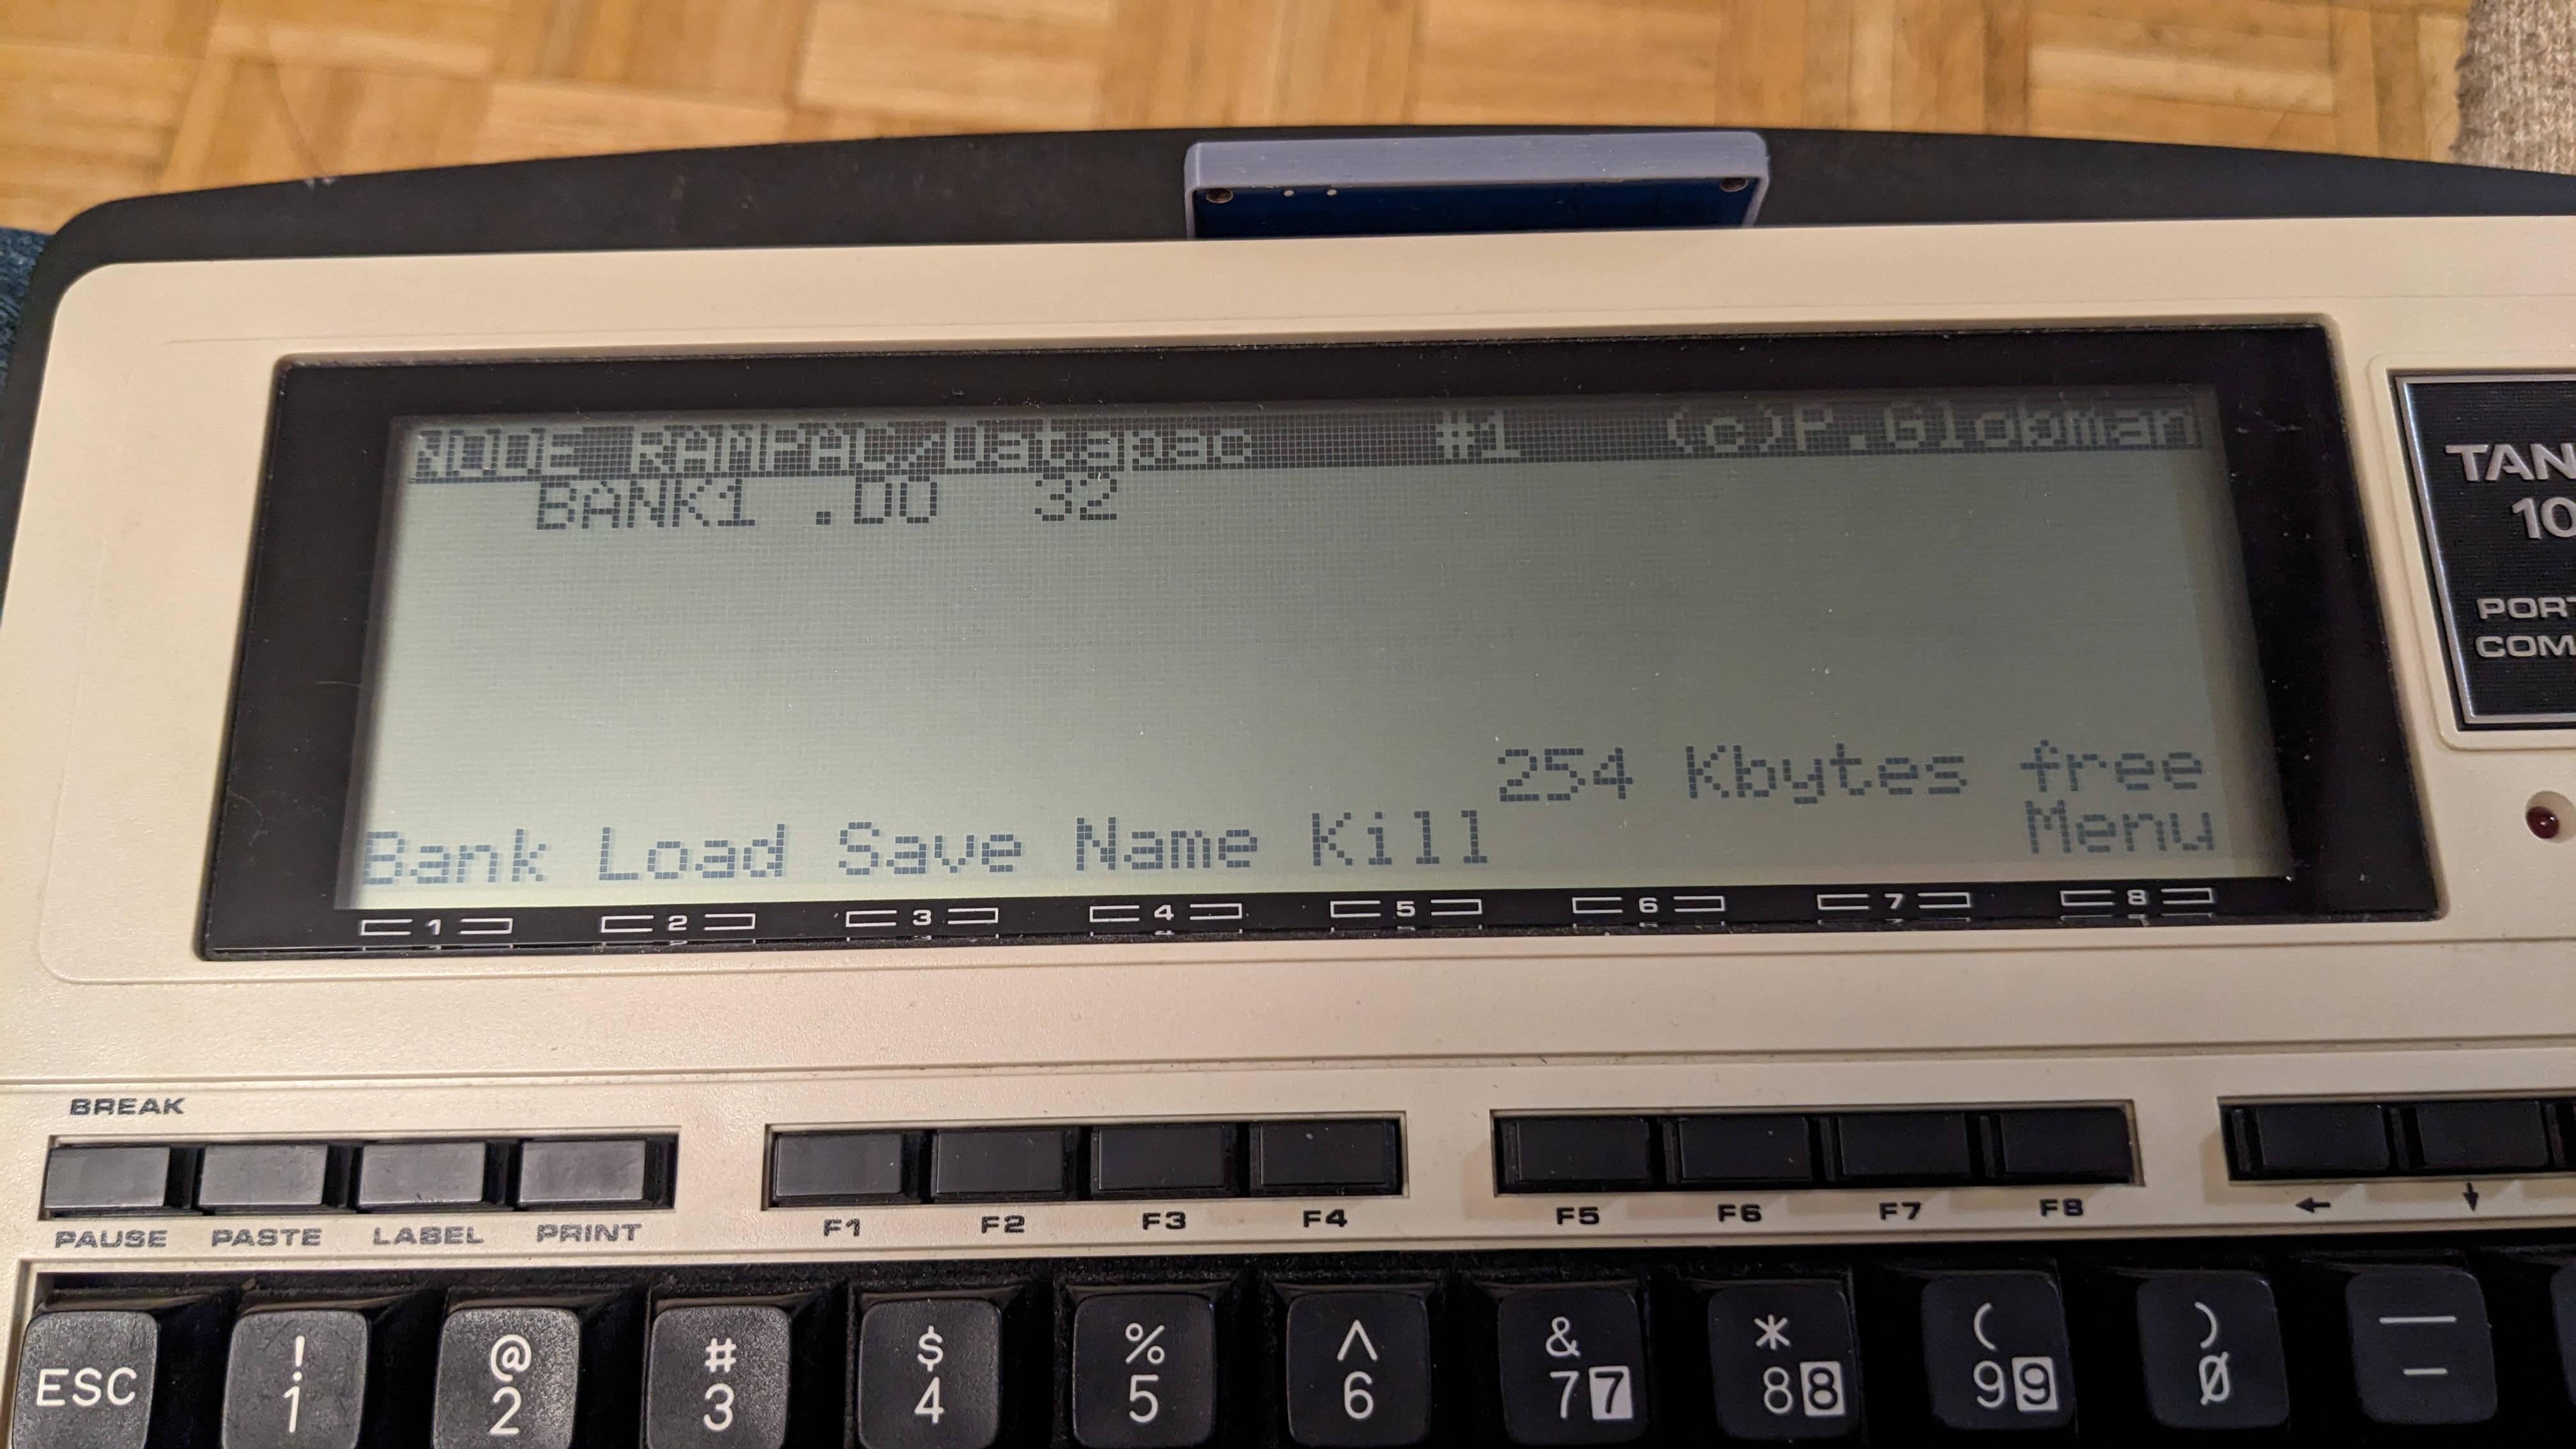 NODE RAMPAC/Datapac #1 (c)P.Globman
BANK1 .DO 32
254 Kbytes free
Bank Load Save Name Kill Menu
1 2 3 4 5 6 7 8
TAN
10
PORT
COM
BREAK
PAUSE PASTE LABEL PRINT F1 F2 F3 F4 F5 F6 F7 F8 ← ↓
ESC ! 1 @ 2 # 3 $ 4 % 5 ^ 6 & 7 7 * 8 8 ( 9 9 ) Ø — -